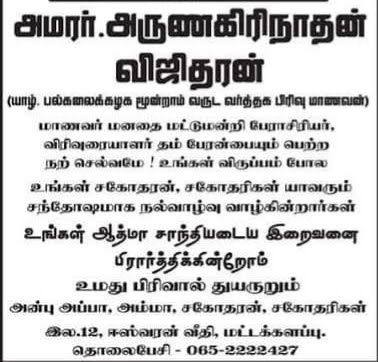 அமரர்.அருணகிரிநாதன்
விஜிதரன்
(யாழ். பல்கலைக்கழக மூன்றாம் வருட வர்த்தக பிரிவு மாணவன்)
மாணவர் மனதை மட்டுமன்றி பேராசிரியர்,
விரிவுரையாளர் தம் பேரன்பையும் பெற்ற
நற் செல்வமே ! உங்கள் விருப்பம் போல
உங்கள் சகோதரன், சகோதரிகள் யாவரும்
சந்தோஷமாக நல்வாழ்வு வாழ்கின்றார்கள்
உங்கள் ஆத்மா சாந்தியடைய இறைவனை
பிரார்த்திக்கின்றோம்
உமது பிரிவால் துயருறும்
அன்பு அப்பா, அம்மா, சகோதரன், சகோதரிகள்
இல.12, ஈஸ்வரன் வீதி, மட்டக்களப்பு.
தொலைபேசி - 065-2222427